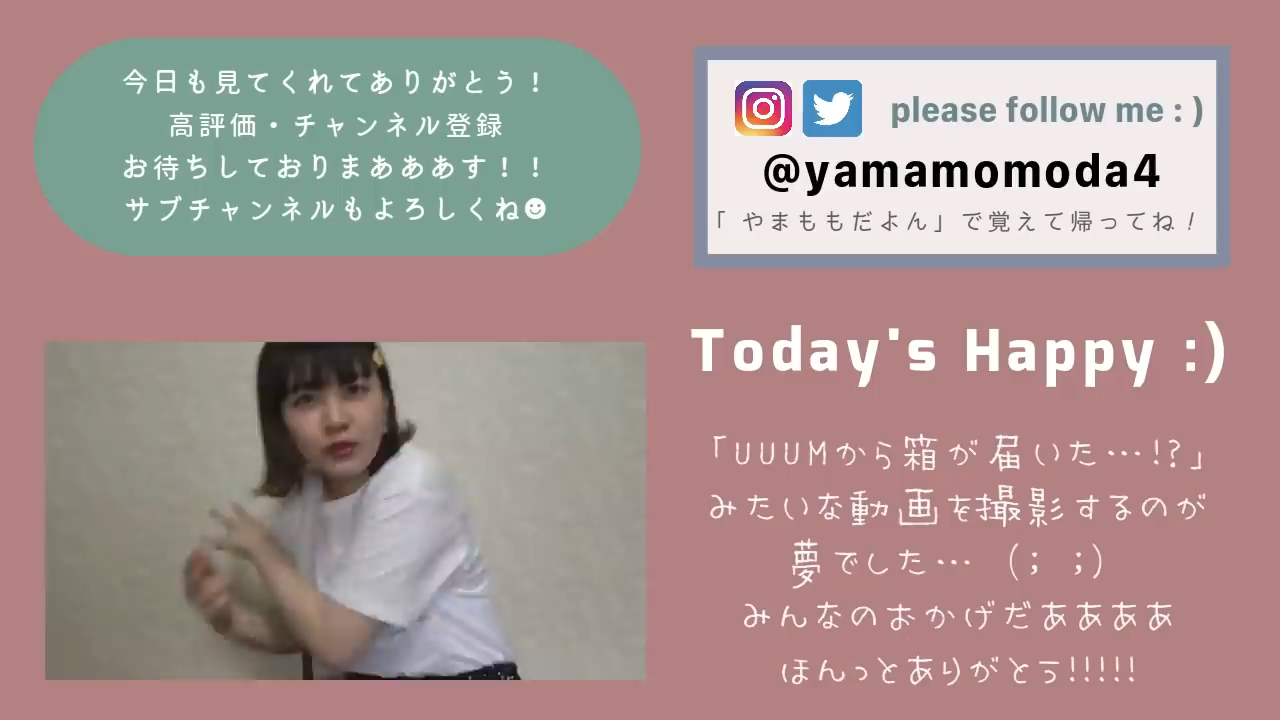 今日も見てくれてありがとう！
高評価・チャンネル登録
お待ちしておりまあああす！！
サブチャンネルもよろしくね☻
please follow me : )
@yamamomoda4
「やまももだよん」で覚えて帰ってね！
Today's Happy :)
「UUUMから箱が届いた…!?」
みたいな動画を撮影するのが
夢でした… (； ；)
みんなのおかげだああああ
ほんっとありがとう!!!!!